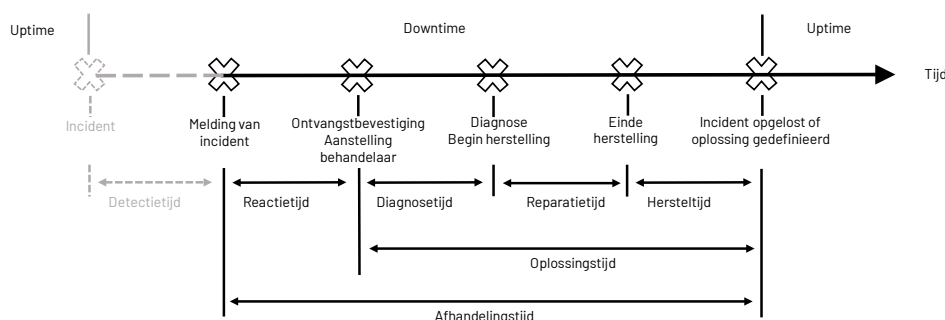 Uptime
Downtime
Uptime
Tijd
Incident
Melding van
incident
Ontvangstbevestiging
Aanstelling
behandelaar
Diagnose
Begin herstelling
Einde
herstelling
Incident opgelost of
oplossing gedefinieerd
Detectietijd
Reactietijd
Diagnosetijd
Reparatietijd
Hersteltijd
Oplossingstijd
Afhandelingstijd